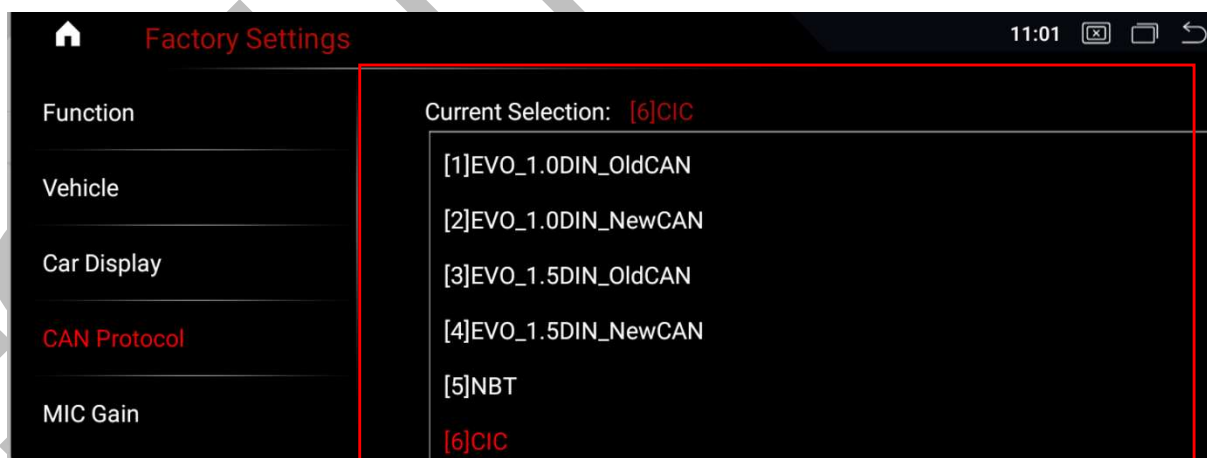 Factory Settings
11:01
Function
Vehicle
Car Display
CAN Protocol
MIC Gain
Current Selection: [6]CIC
[1]EVO_1.0DIN_OldCAN
[2]EVO_1.0DIN_NewCAN
[3]EVO_1.5DIN_OldCAN
[4]EVO_1.5DIN_NewCAN
[5]NBT
[6]CIC